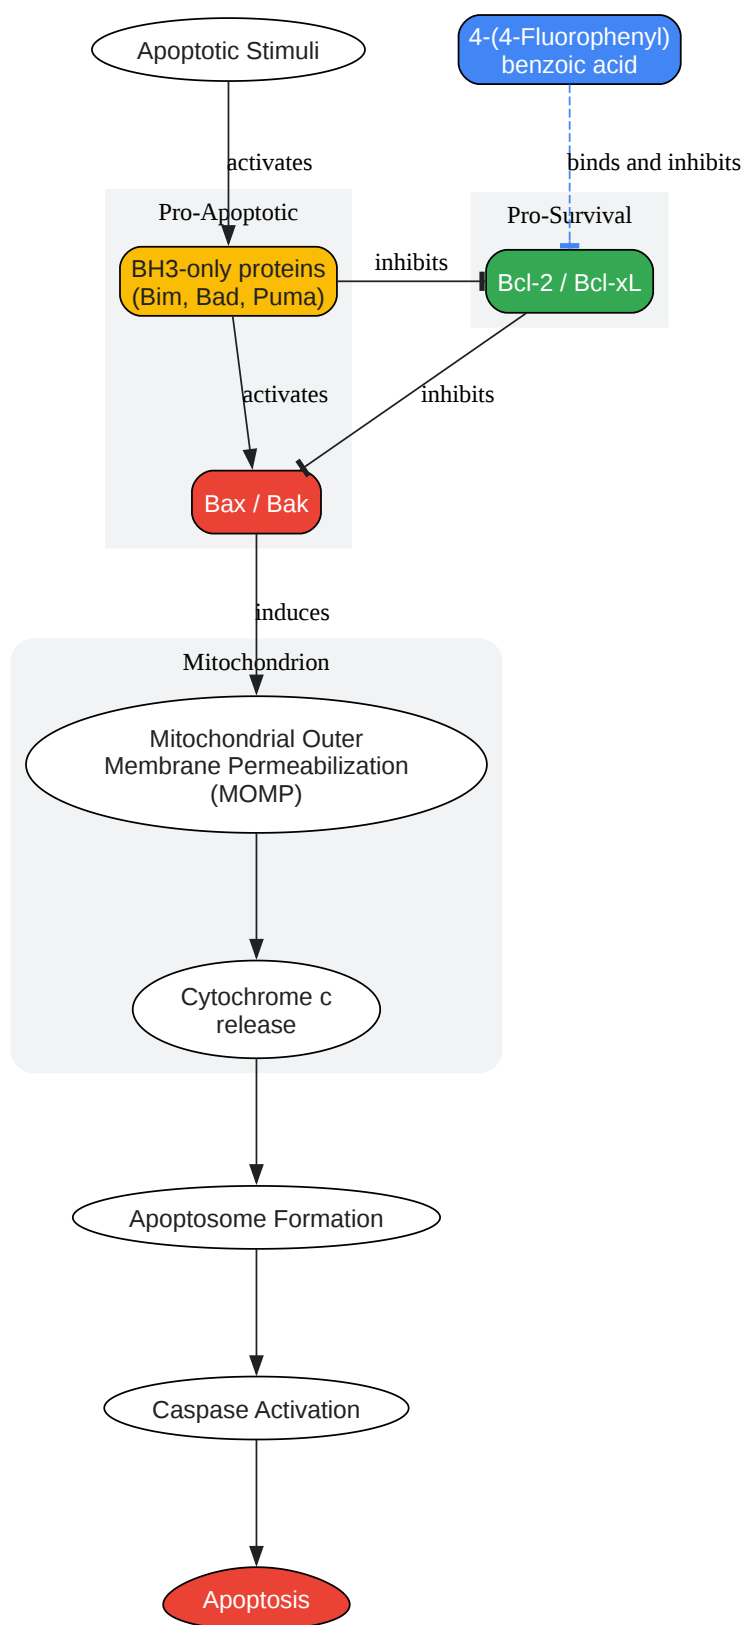 Apoptotic Stimuli
4-(4-Fluorophenyl)
benzoic acid
activates
binds and inhibits
Pro-Apoptotic
Pro-Survival
BH3-only proteins
(Bim, Bad, Puma)
inhibits
Bcl-2 / Bcl-xL
activates
inhibits
Bax / Bak
induces
Mitochondrion
Mitochondrial Outer
Membrane Permeabilization
(MOMP)
Cytochrome c
release
Apoptosome Formation
Caspase Activation
Apoptosis